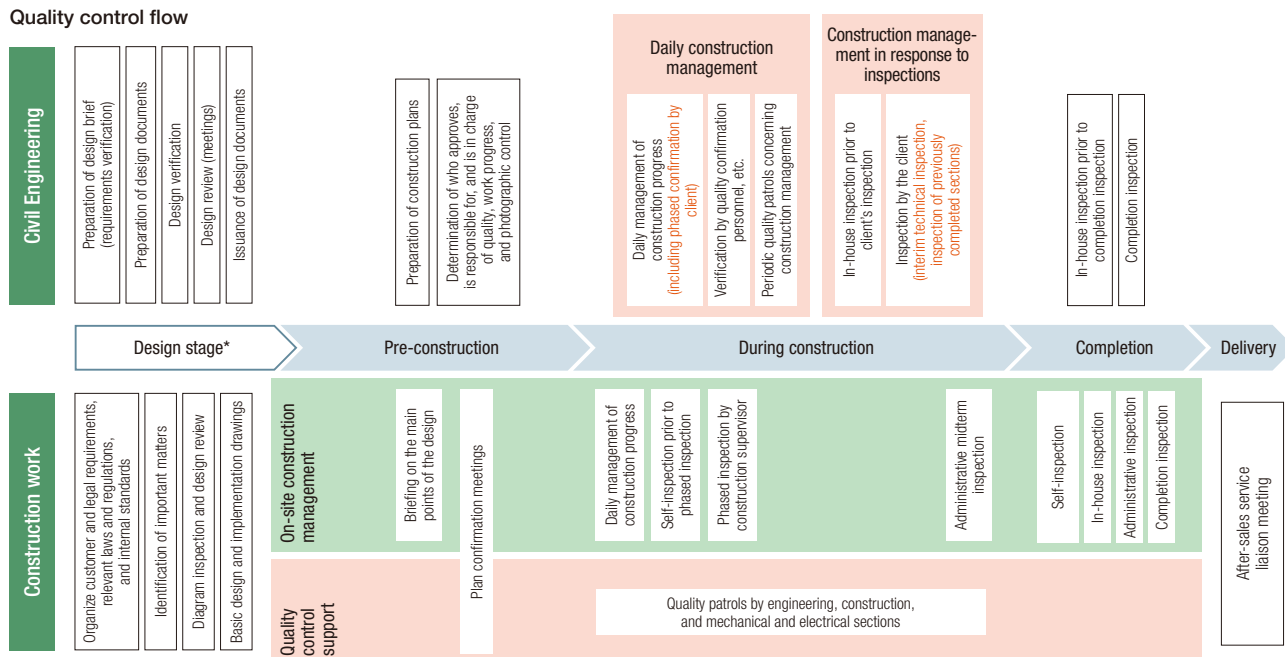 Quality control flow
Civil Engineering
Preparation of design brief
(requirements verification)
Preparation of design documents
Design verification
Design review (meetings)
Issuance of design documents
Preparation of construction plans
Determination of who approves,
is responsible for, and is in charge
of quality, work progress,
and photographic control
Daily construction
management
Daily management of
construction progress
(including phased confirmation by
client)
Verification by quality confirmation
personnel, etc.
Periodic quality patrols concerning
construction management
Construction manage-
ment in response to
inspections
In-house inspection prior to
client's inspection
Inspection by the client
(interim technical inspection,
inspection of previously
completed sections)
In-house inspection prior to
completion inspection
Completion inspection
Design stage*
Pre-construction
During construction
Completion
Delivery
Construction work
Organize customer and legal requirements,
relevant laws and regulations,
and internal standards
Identification of important matters
Diagram inspection and design review
Basic design and implementation drawings
On-site construction
management
Briefing on the main
points of the design
Plan confirmation meetings
Daily management of
construction progress
Self-inspection prior to
phased inspection
Phased inspection by
construction supervisor
Administrative midterm
inspection
Self-inspection
In-house inspection
Administrative inspection
Completion inspection
After-sales service
liaison meeting
Quality
control
support
Quality patrols by engineering, construction,
and mechanical and electrical sections